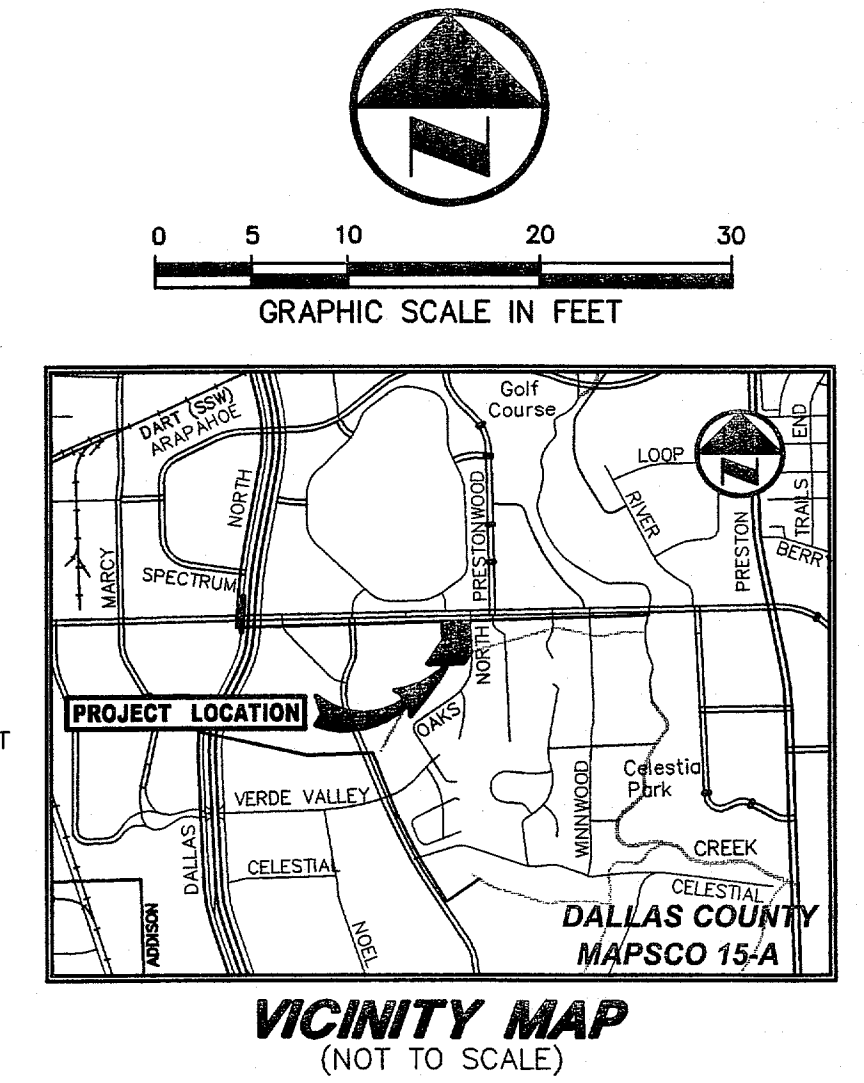 N
0 5 10 20 30
GRAPHIC SCALE IN FEET
Golf
Course
DART (SSW)
ARAPAHOE
END
LOOP
N
NORTH
PRESTONWOOD
RIVER
TRAILS
PRESTON
BERR
MARCY
SPECTRUM
NORTH
PROJECT LOCATION
OAKS
T
Celestia
Park
VERDE VALLEY
WINNWOOD
CREEK
DALLAS
CELESTIAL
CELESTIAL
ADDISON
NOEL
DALLAS COUNTY
MAPSCO 15-A
VICINITY MAP
(NOT TO SCALE)